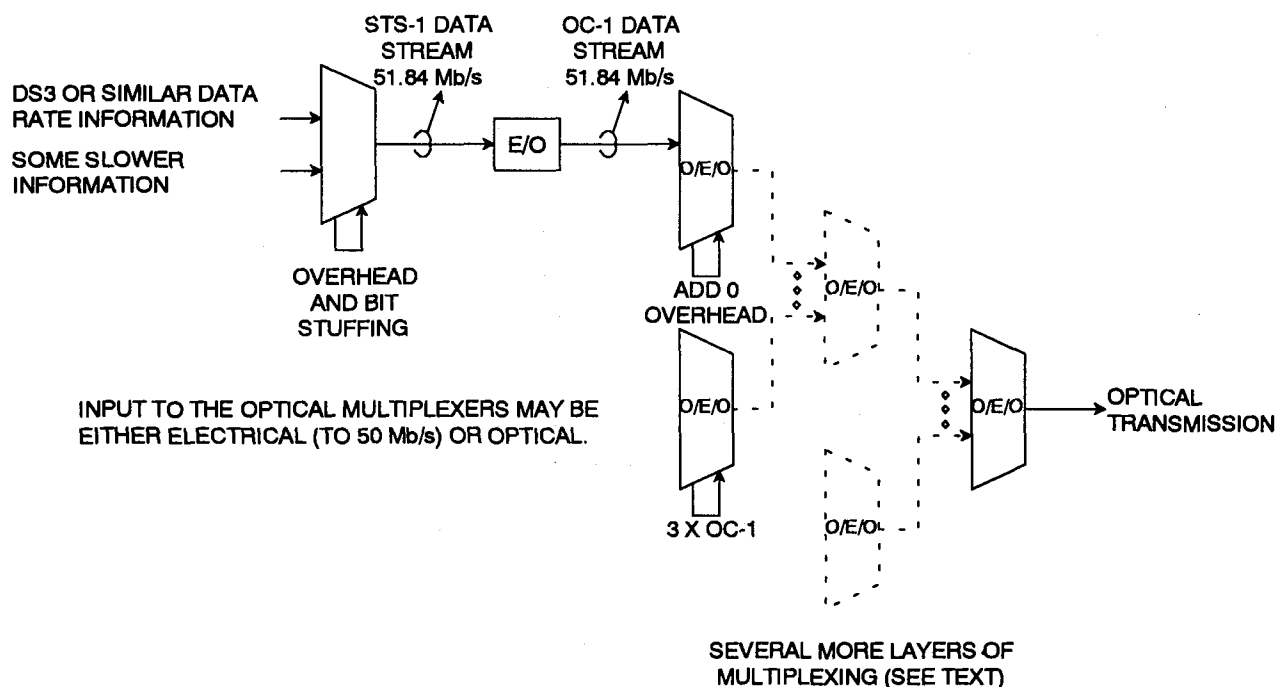 STS-1 DATA
STREAM
51.84 Mb/s
OC-1 DATA
STREAM
51.84 Mb/s
DS3 OR SIMILAR DATA
RATE INFORMATION
SOME SLOWER
INFORMATION
E/O
O/E/O
OVERHEAD
AND BIT
STUFFING
ADD 0
OVERHEAD
O/E/O
INPUT TO THE OPTICAL MULTIPLEXERS MAY BE
EITHER ELECTRICAL (TO 50 Mb/s) OR OPTICAL.
O/E/O
3 X OC-1
O/E/O
O/E/O
OPTICAL
TRANSMISSION
SEVERAL MORE LAYERS OF
MULTIPLEXING (SEE TEXT)